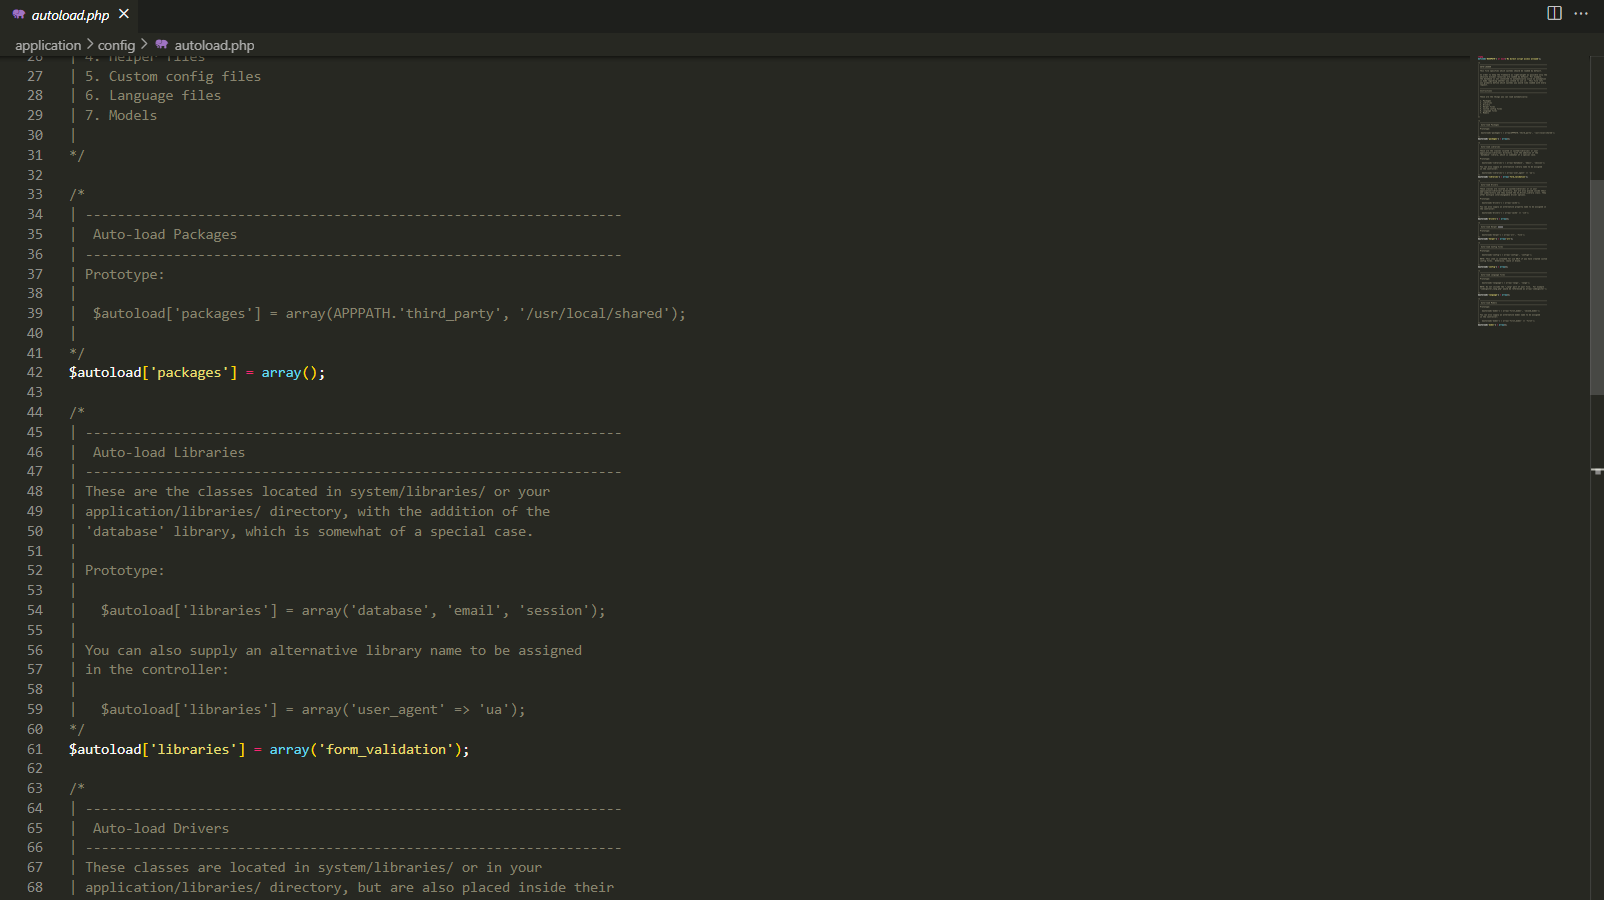 autoload.php
application > config > autoload.php
26 | 4. Helper files
27 | 5. Custom config files
28 | 6. Language files
29 | 7. Models
30 |
31 */
32
33 /*
34 | -------------------------------------------------------------------
35 |  Auto-load Packages
36 | -------------------------------------------------------------------
37 | Prototype:
38 |
39 |  $autoload['packages'] = array(APPPATH.'third_party', '/usr/local/shared');
40 |
41 */
42 $autoload['packages'] = array();
43
44 /*
45 | -------------------------------------------------------------------
46 |  Auto-load Libraries
47 | -------------------------------------------------------------------
48 | These are the classes located in system/libraries/ or your
49 | application/libraries/ directory, with the addition of the
50 | 'database' library, which is somewhat of a special case.
51 |
52 | Prototype:
53 |
54 |   $autoload['libraries'] = array('database', 'email', 'session');
55 |
56 | You can also supply an alternative library name to be assigned
57 | in the controller:
58 |
59 |   $autoload['libraries'] = array('user_agent' => 'ua');
60 */
61 $autoload['libraries'] = array('form_validation');
62
63 /*
64 | -------------------------------------------------------------------
65 |  Auto-load Drivers
66 | -------------------------------------------------------------------
67 | These classes are located in system/libraries/ or in your
68 | application/libraries/ directory, but are also placed inside their